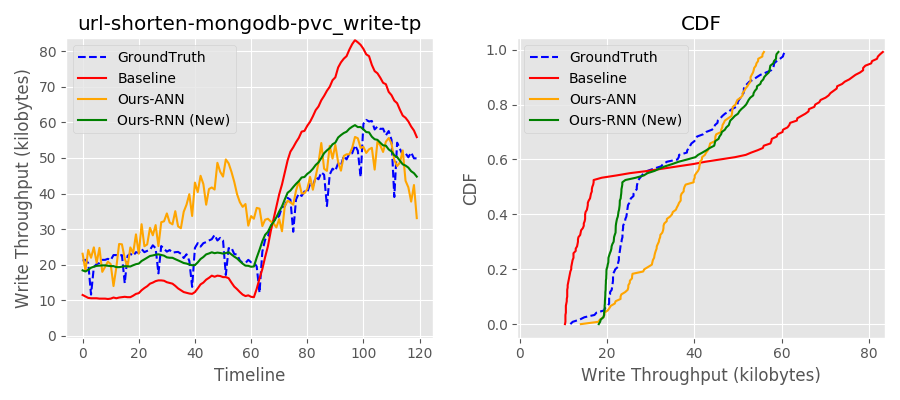 url-shorten-mongodb-pvc_write-tp
Write Throughput (kilobytes)
80
70
60
50
40
30
20
10
0
GroundTruth
Baseline
Ours-ANN
Ours-RNN (New)
0
20
40
60
80
100
120
Timeline
CDF
CDF
1.0
0.8
0.6
0.4
0.2
0.0
GroundTruth
Baseline
Ours-ANN
Ours-RNN (New)
0
20
40
60
80
Write Throughput (kilobytes)